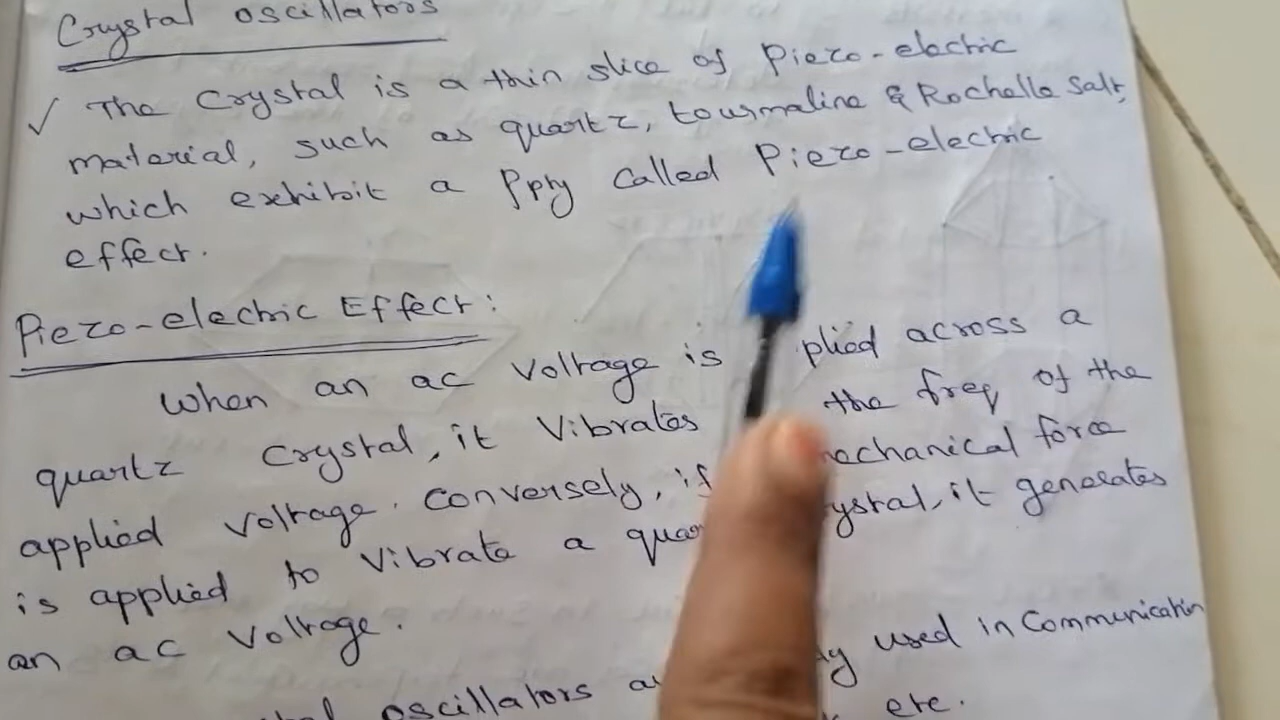 Crystal oscillators
✓ The Crystal is a thin slice of Piezo-electric
material, such as quartz, tourmaline & Rochelle salt,
which exhibit a Ppty called Piezo-electric
effect.
Piezo-electric Effect:
When an ac voltage is plied across a
quartz crystal, it vibrates the freq of the
applied voltage. Conversely, if mechanical force
is applied to vibrate a quar ystal, it generates
an ac voltage.
oscillators used in Communication
etc.